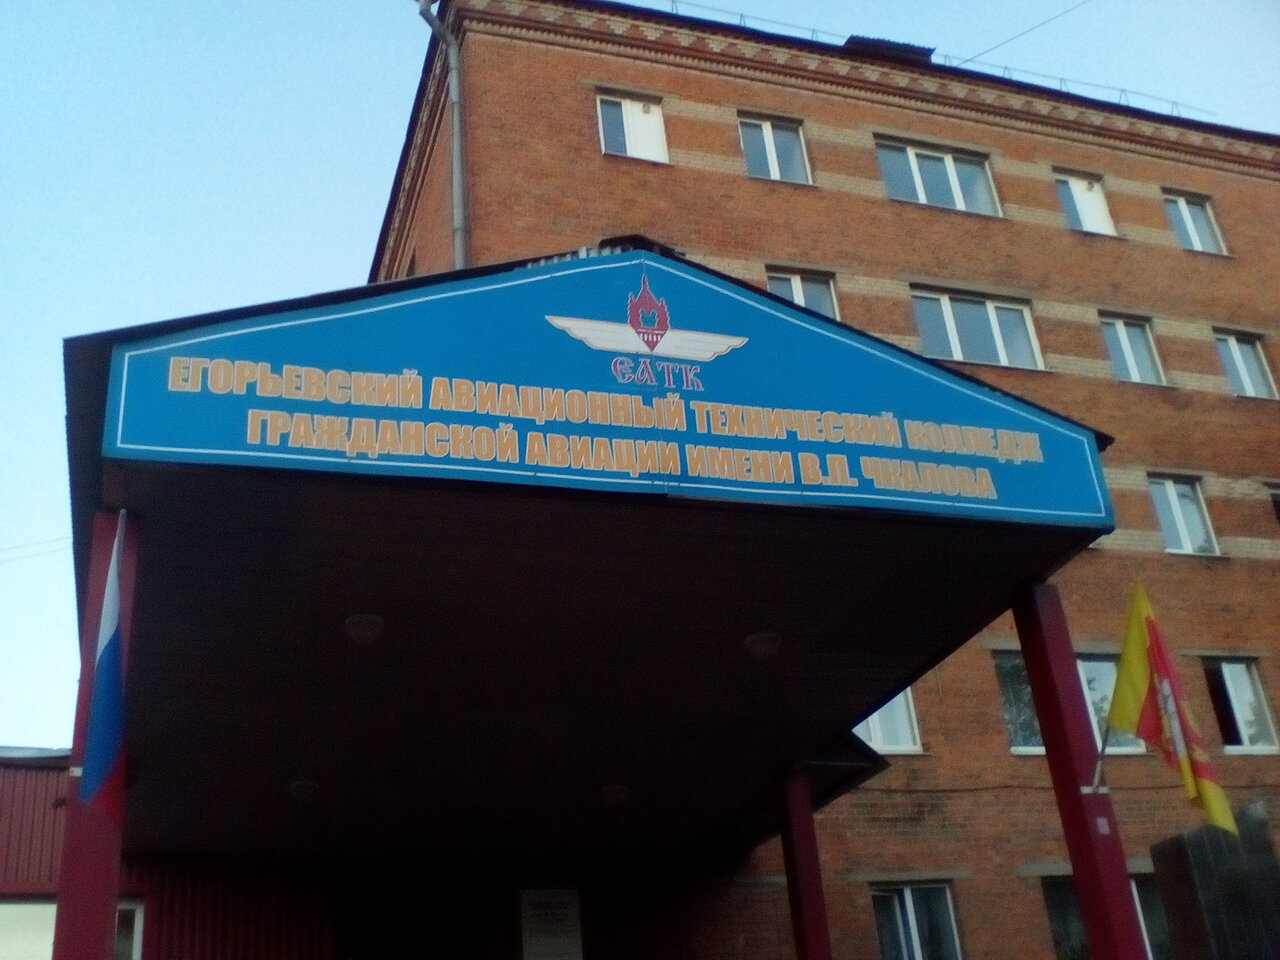 ЕАТК
ЕГОРЬЕВСКИЙ АВИАЦИОННЫЙ ТЕХНИЧЕСКИЙ КОЛЛЕДЖ
ГРАЖДАНСКОЙ АВИАЦИИ ИМЕНИ В.П. ЧКАЛОВА